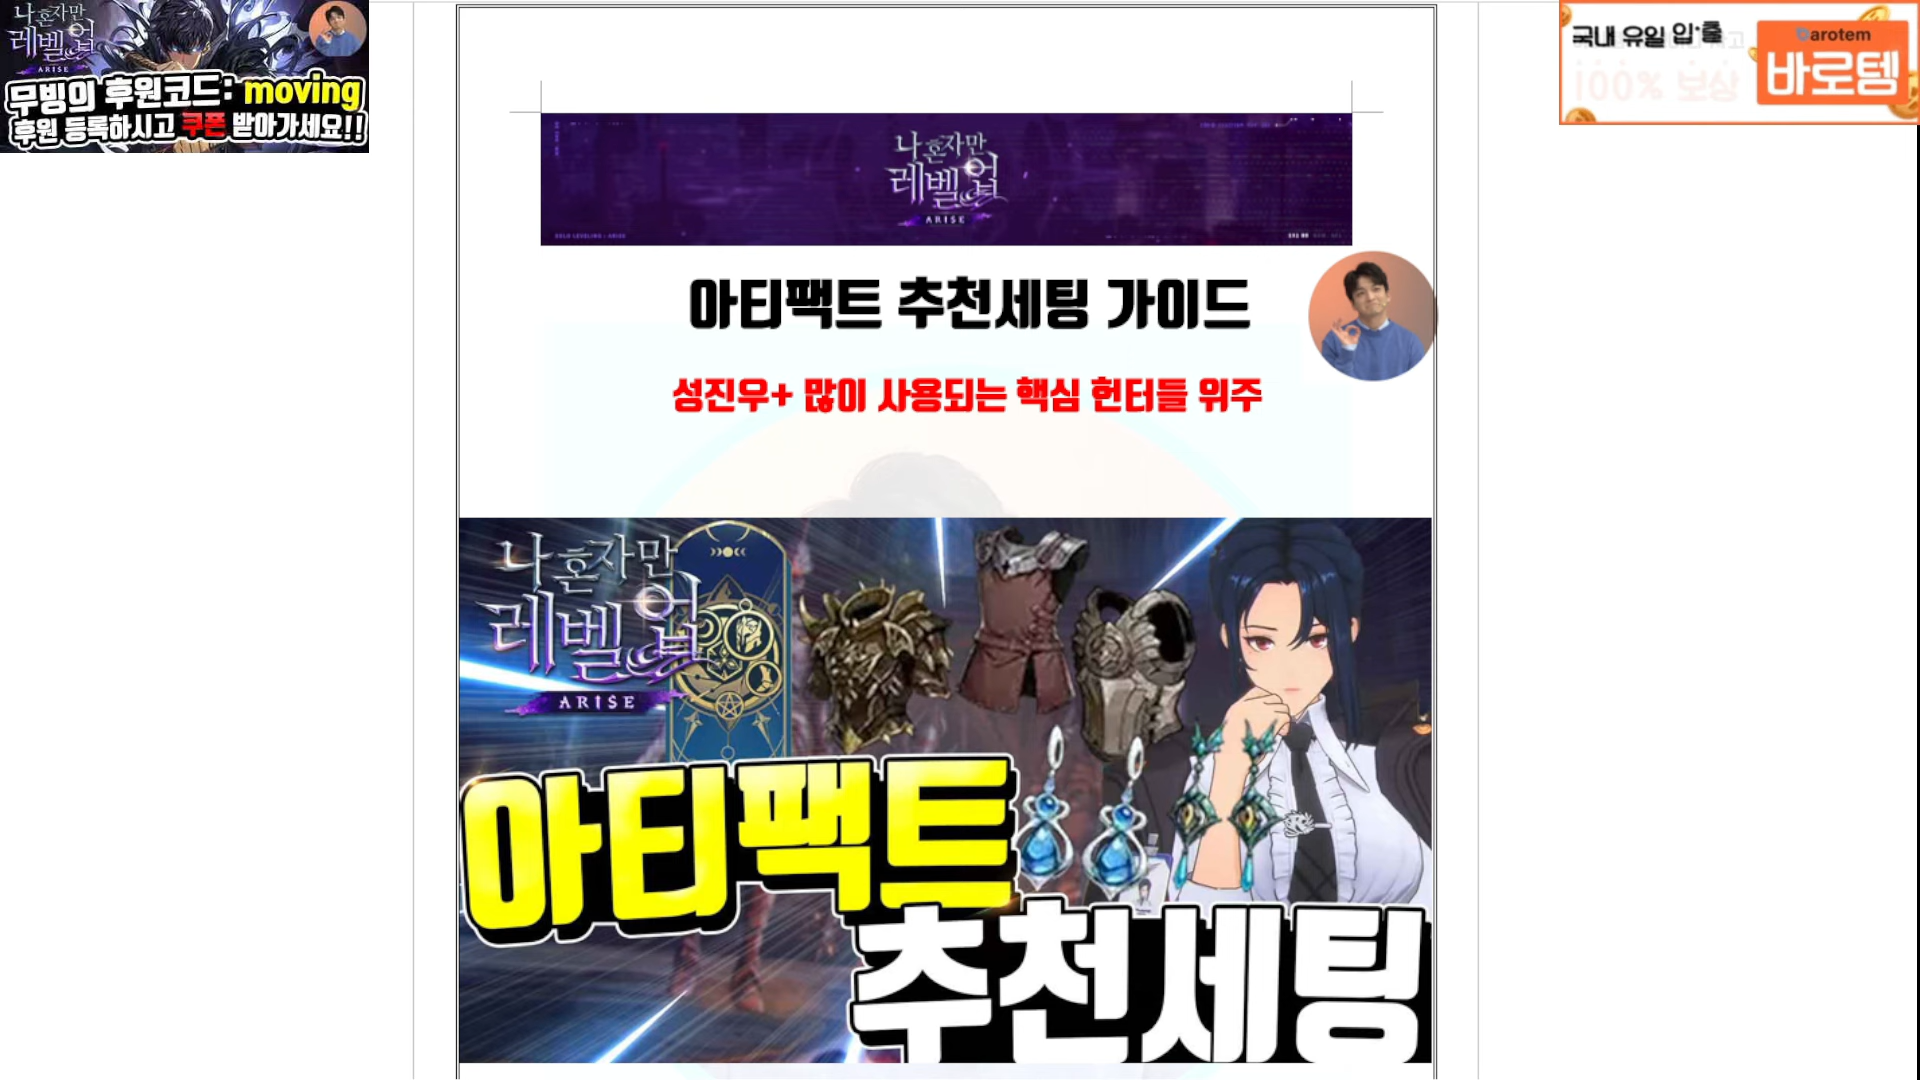 나 혼자만
레벨업
ARISE
무빙의 후원코드: moving
후원 등록하시고 쿠폰 받아가세요!!
국내 유일 입·출
100% 보상
barotem
바로템
나 혼자만
레벨업
ARISE
SOLO LEVELING : ARISE
아티팩트 추천세팅 가이드
성진우+ 많이 사용되는 핵심 헌터들 위주
나 혼자만
레벨업
ARISE
아티팩트
추천세팅